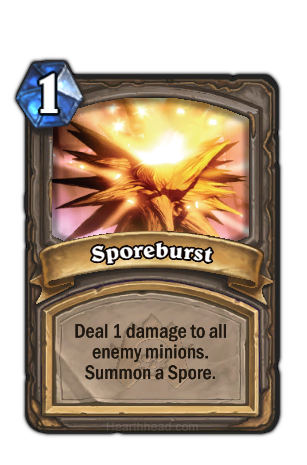 1
Sporeburst
Deal 1 damage to all
enemy minions.
Summon a Spore.
Hearthhead.com